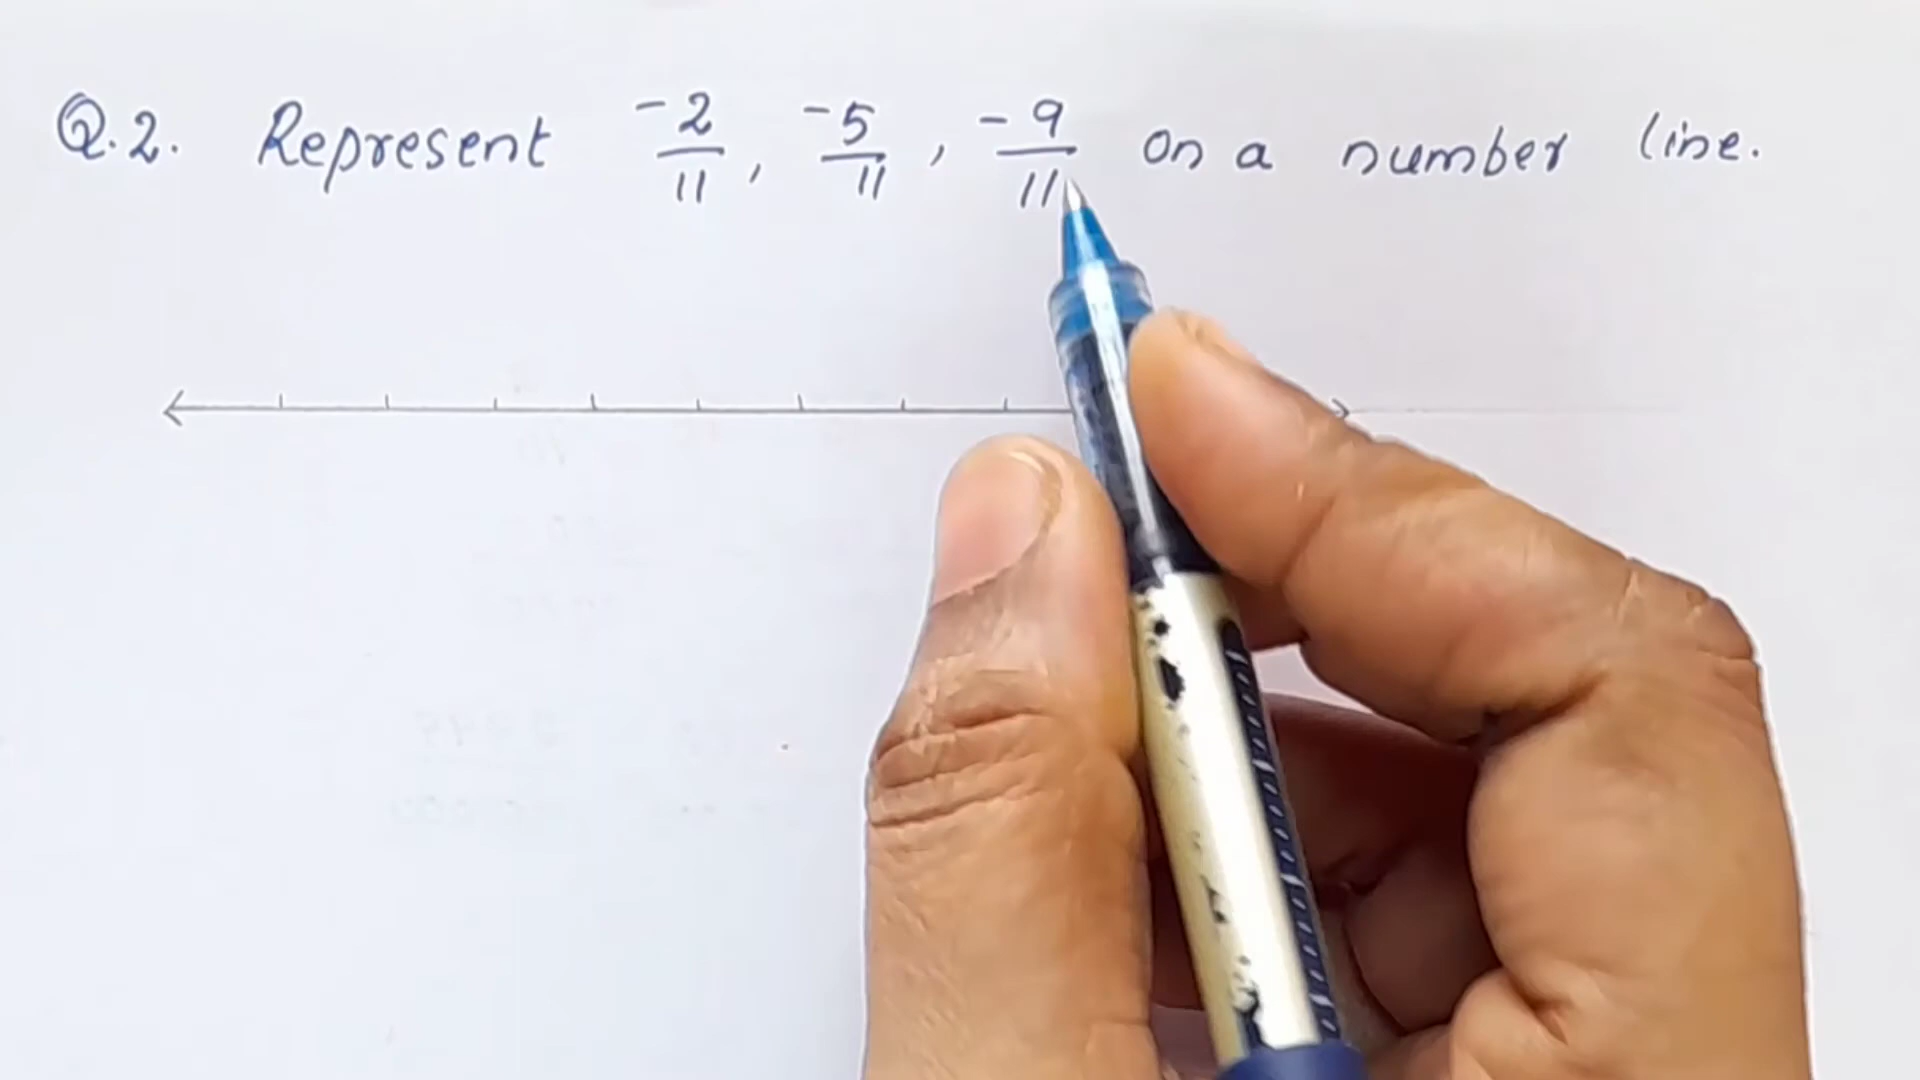 Q.2. Represent -2/11, -5/11, -9/11 on a number line.